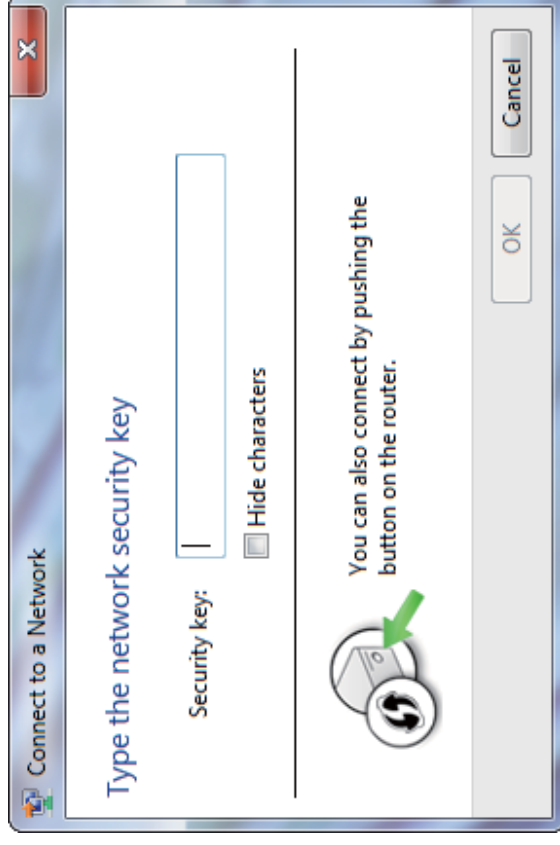 Connect to a Network
Type the network security key
Security key:
Hide characters
You can also connect by pushing the
button on the router.
OK
Cancel